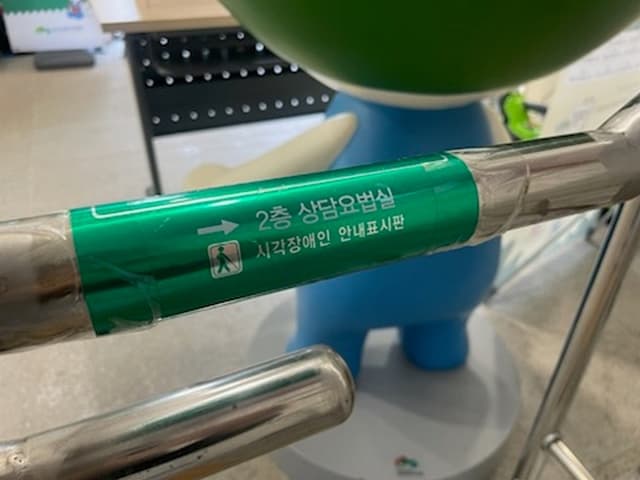 2층 상담요법실
시각장애인 안내표시판